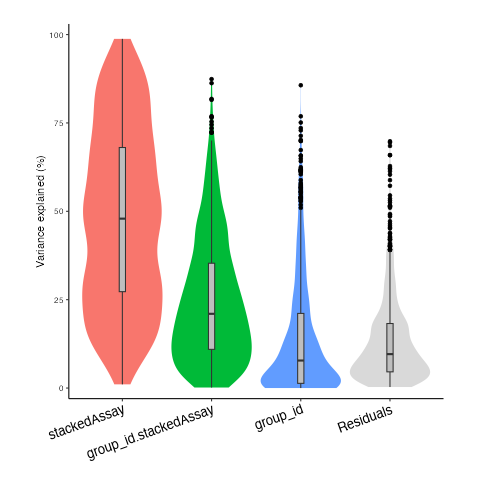 Variance explained (%)
100
75
50
25
0
stackedAssay
group_id.stackedAssay
group_id
Residuals